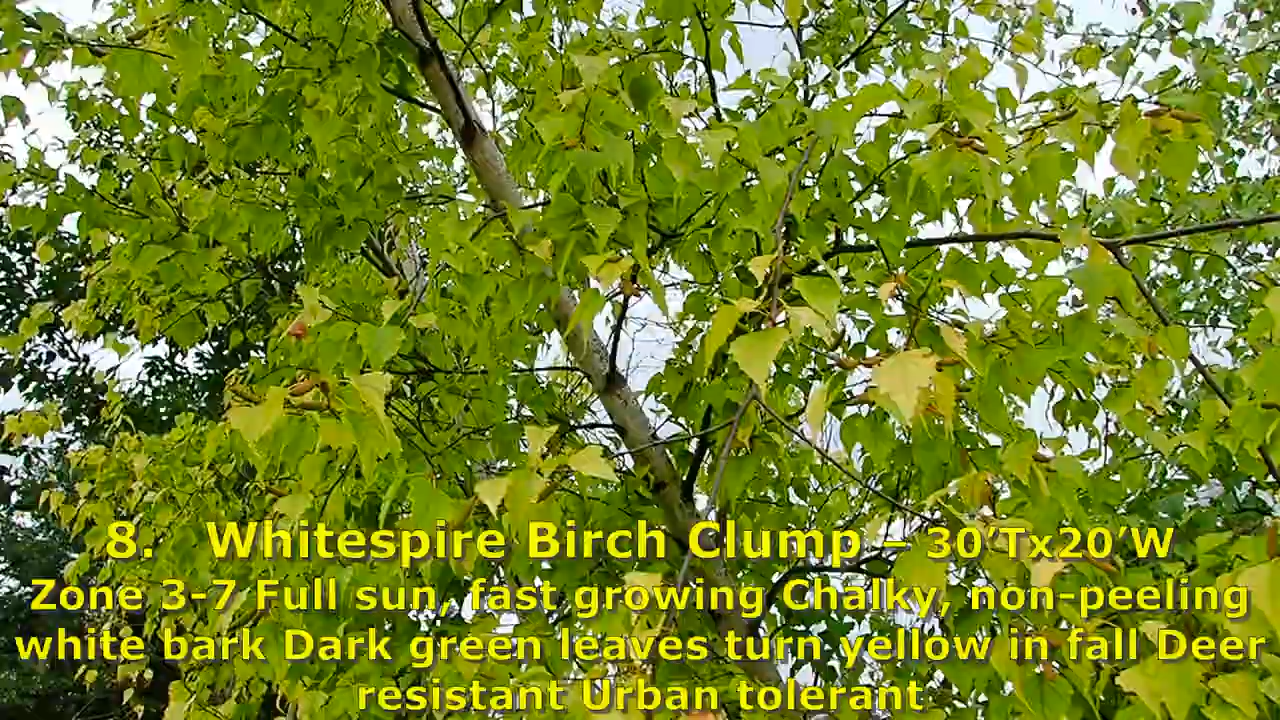 8. Whitespire Birch Clump – 30’Tx20’W
Zone 3-7 Full sun, fast growing Chalky, non-peeling
white bark Dark green leaves turn yellow in fall Deer
resistant Urban tolerant